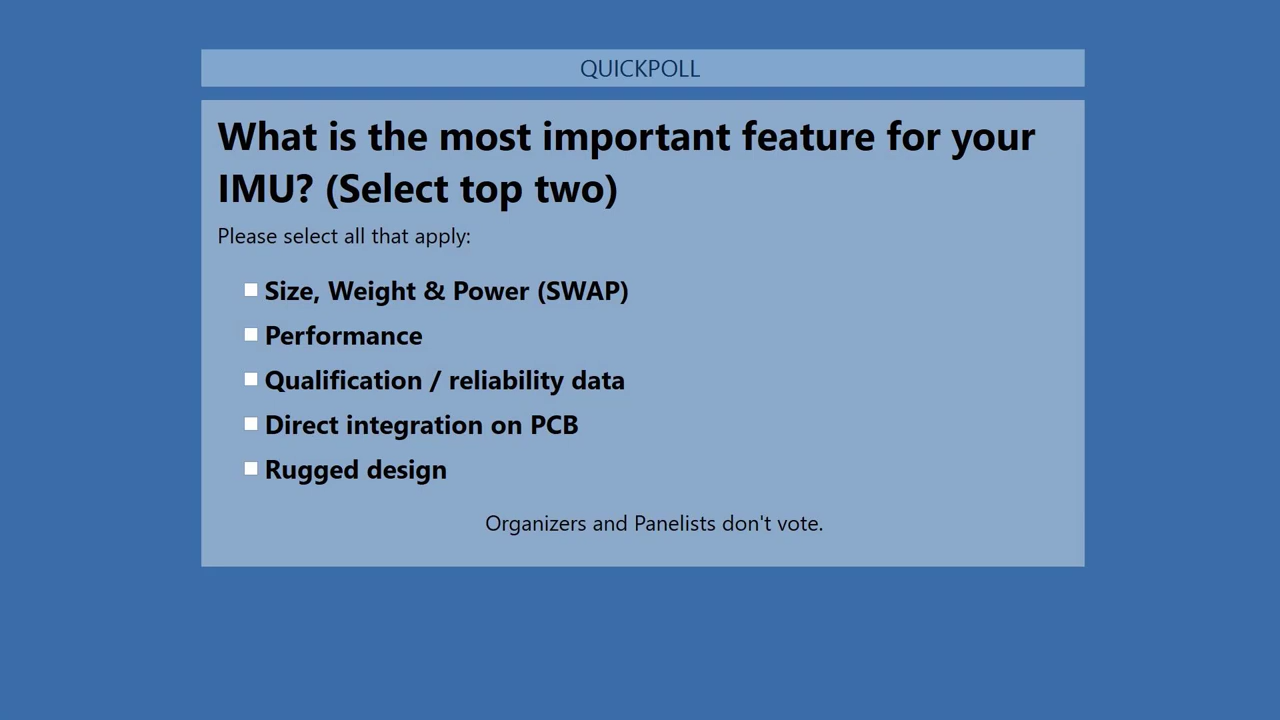 QUICKPOLL
What is the most important feature for your
IMU? (Select top two)
Please select all that apply:
Size, Weight & Power (SWAP)
Performance
Qualification / reliability data
Direct integration on PCB
Rugged design
Organizers and Panelists don't vote.